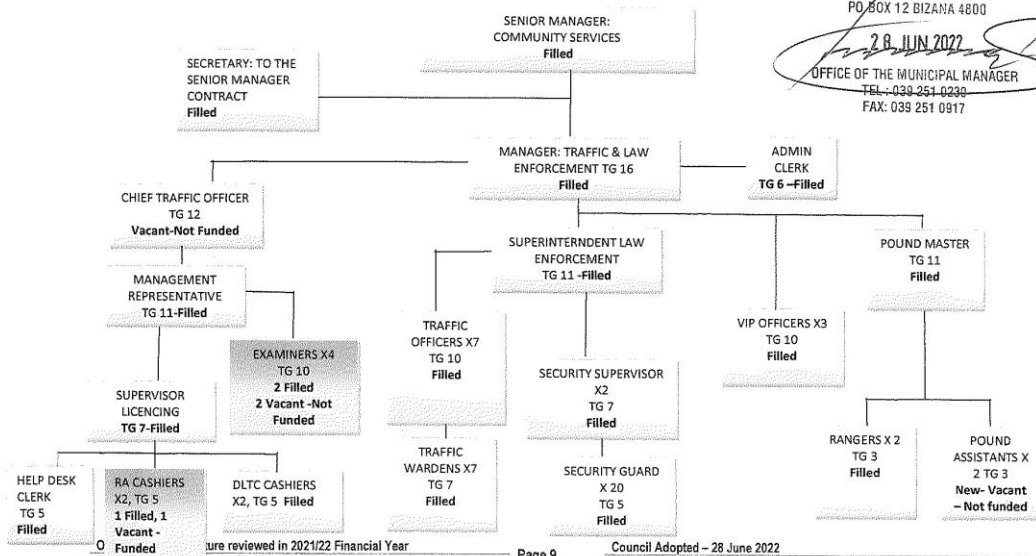 PO BOX 12 BIZANA 4800
28 JUN 2022
OFFICE OF THE MUNICIPAL MANAGER
TEL : 039 251 0230
FAX: 039 251 0917
SENIOR MANAGER:
COMMUNITY SERVICES
Filled
SECRETARY: TO THE
SENIOR MANAGER
CONTRACT
Filled
MANAGER: TRAFFIC & LAW
ENFORCEMENT TG 16
Filled
ADMIN
CLERK
TG 6 –Filled
CHIEF TRAFFIC OFFICER
TG 12
Vacant-Not Funded
SUPERINTERNDENT LAW
ENFORCEMENT
TG 11 -Filled
POUND MASTER
TG 11
Filled
MANAGEMENT
REPRESENTATIVE
TG 11-Filled
TRAFFIC
OFFICERS X7
TG 10
Filled
VIP OFFICERS X3
TG 10
Filled
EXAMINERS X4
TG 10
2 Filled
2 Vacant -Not
Funded
SECURITY SUPERVISOR
X2
TG 7
Filled
SUPERVISOR
LICENCING
TG 7-Filled
TRAFFIC
WARDENS X7
TG 7
Filled
SECURITY GUARD
X 20
TG 5
Filled
RANGERS X 2
TG 3
Filled
POUND
ASSISTANTS X
2 TG 3
New- Vacant
– Not funded
HELP DESK
CLERK
TG 5
Filled
RA CASHIERS
X2, TG 5
1 Filled, 1
Vacant -
Funded
DLTC CASHIERS
X2, TG 5 Filled
O ure reviewed in 2021/22 Financial Year
Page 9
Council Adopted – 28 June 2022